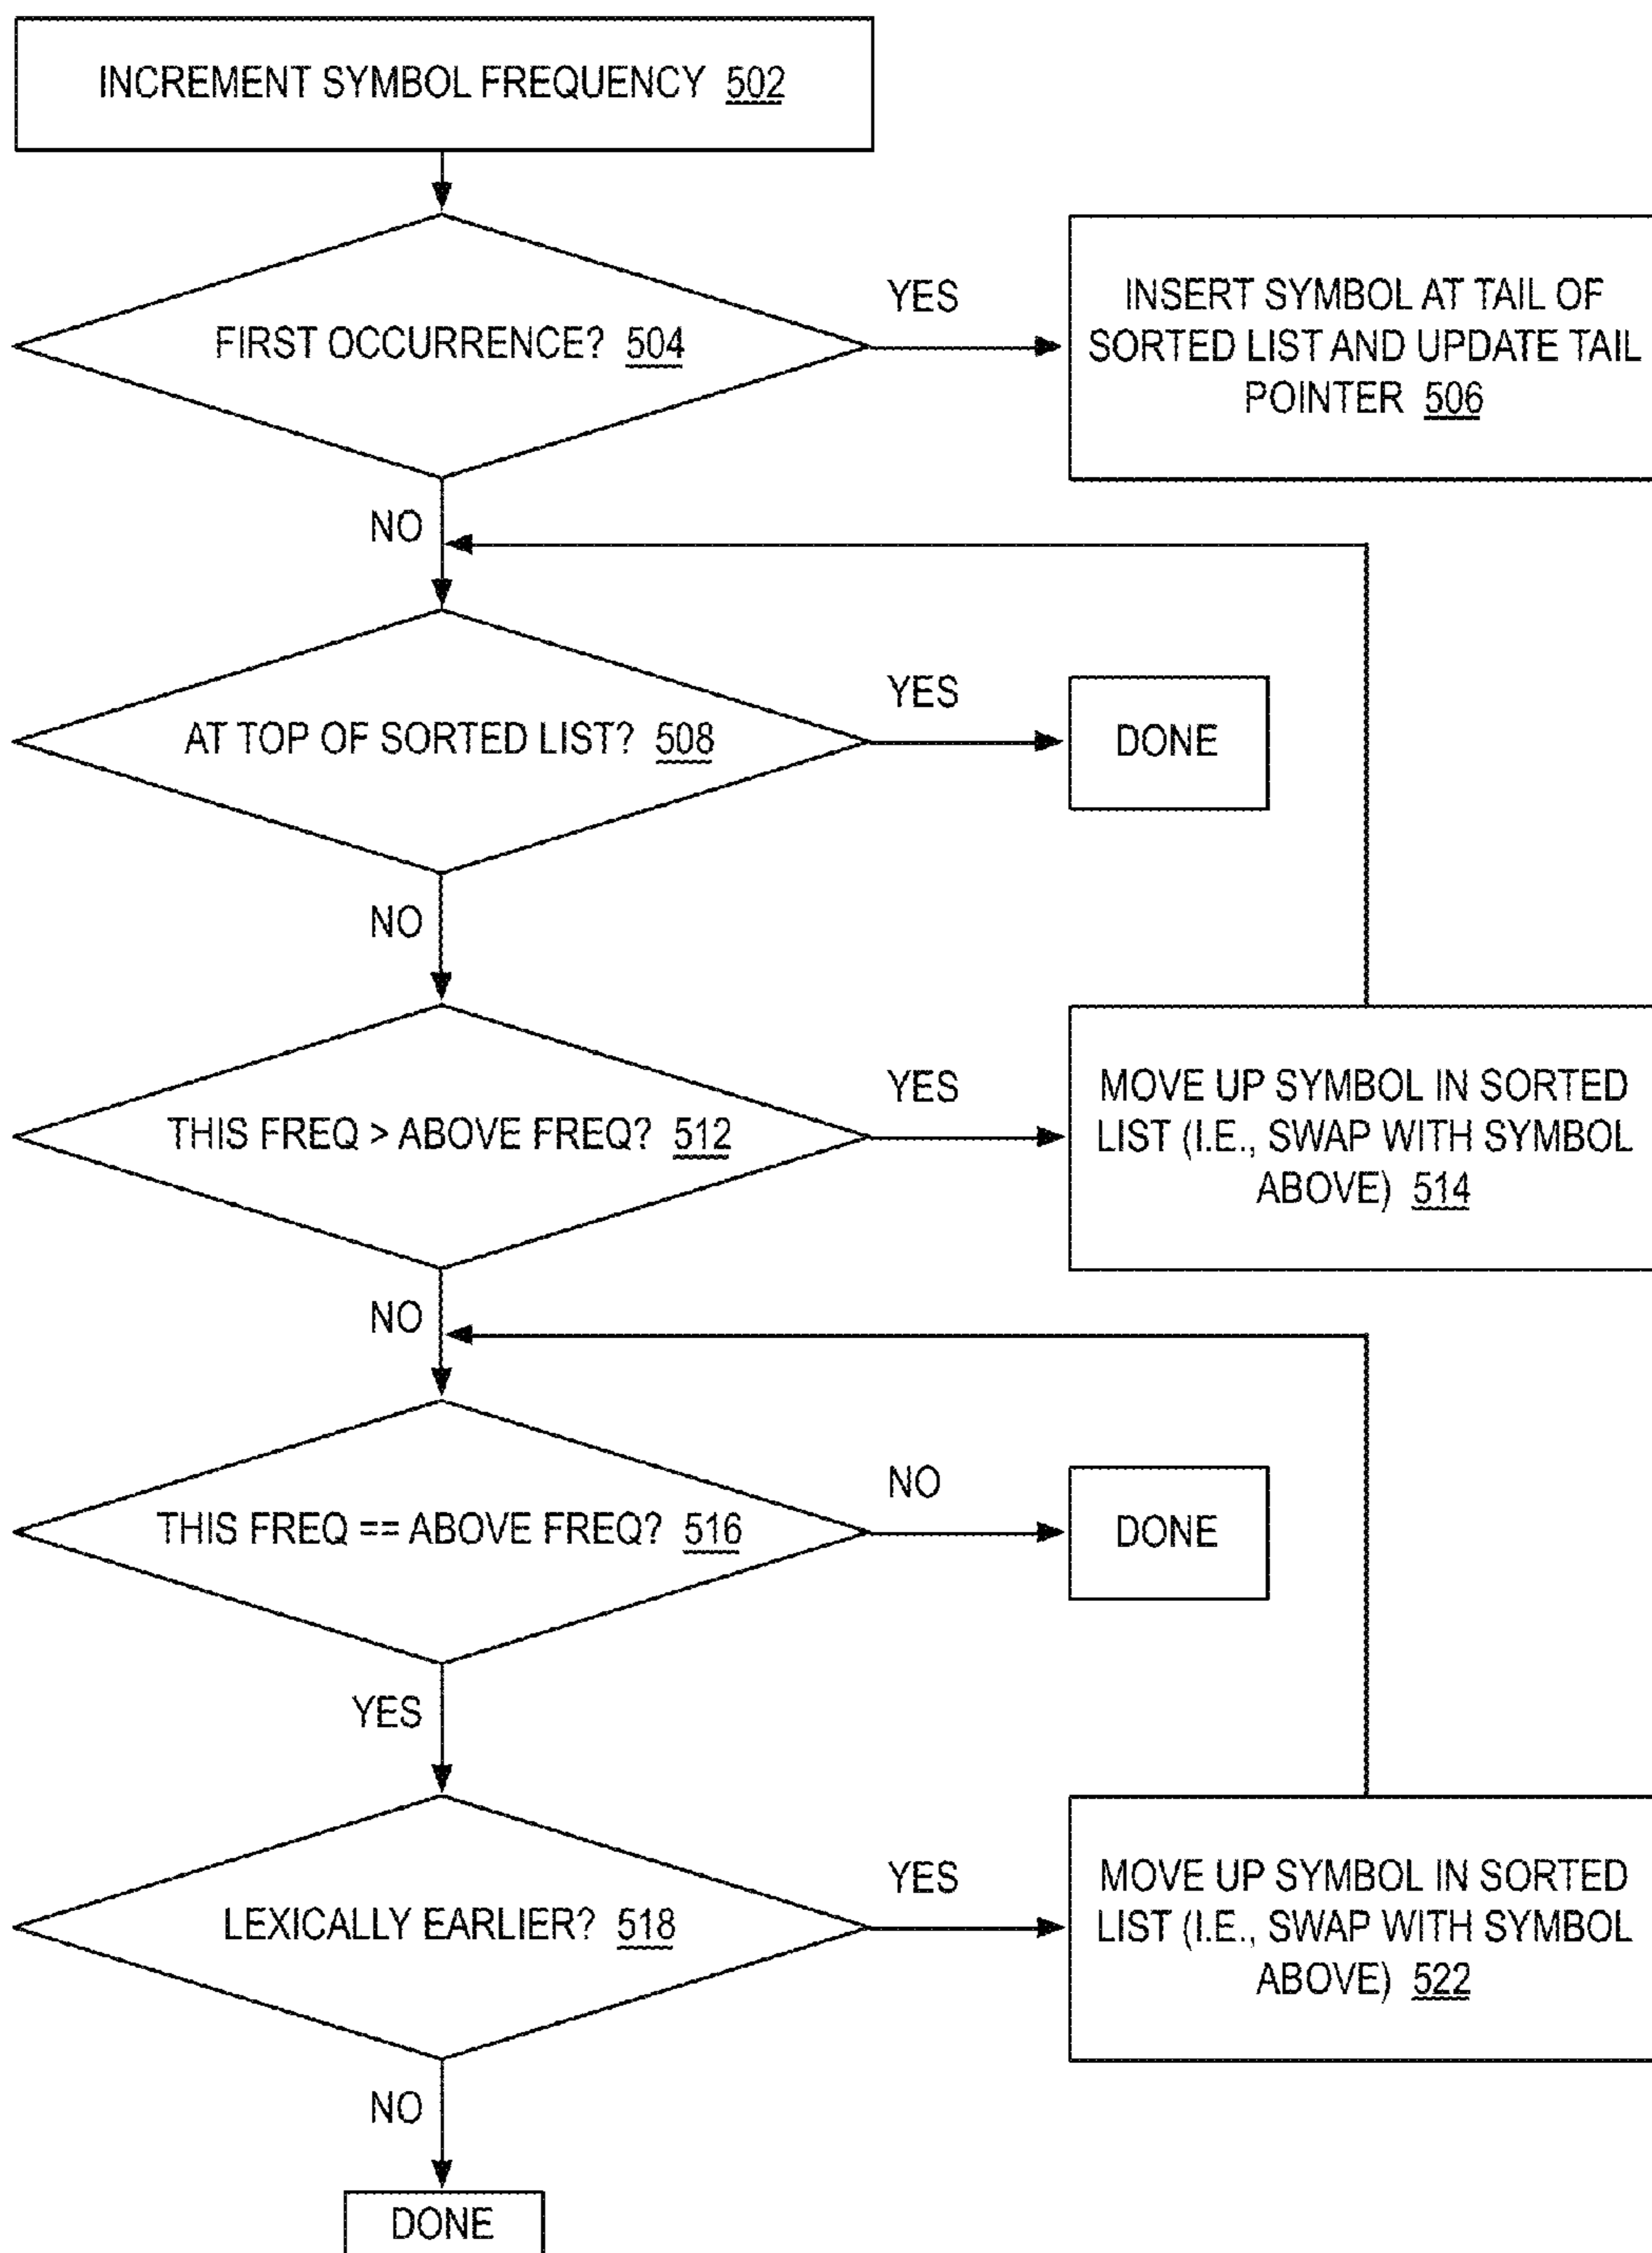 INCREMENT SYMBOL FREQUENCY 502
FIRST OCCURRENCE? 504
YES
INSERT SYMBOL AT TAIL OF
SORTED LIST AND UPDATE TAIL
POINTER 506
NO
AT TOP OF SORTED LIST? 508
YES
DONE
NO
THIS FREQ > ABOVE FREQ? 512
YES
MOVE UP SYMBOL IN SORTED
LIST (I.E., SWAP WITH SYMBOL
ABOVE) 514
NO
THIS FREQ == ABOVE FREQ? 516
NO
DONE
YES
LEXICALLY EARLIER? 518
YES
MOVE UP SYMBOL IN SORTED
LIST (I.E., SWAP WITH SYMBOL
ABOVE) 522
NO
DONE